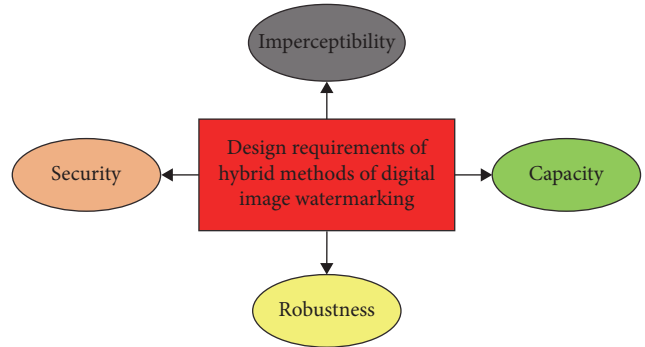 Imperceptibility
Design requirements of
hybrid methods of digital
image watermarking
Security
Capacity
Robustness